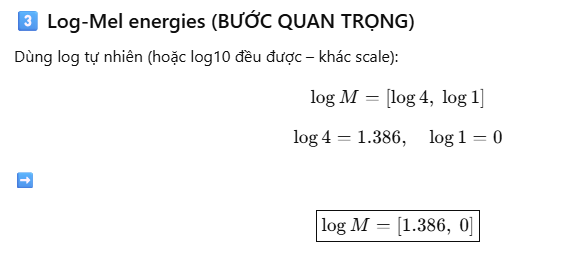 3️⃣ Log-Mel energies (BƯỚC QUAN TRỌNG)
Dùng log tự nhiên (hoặc log10 đều được – khác scale):
log M = [log 4, log 1]
log 4 = 1.386, log 1 = 0
➡️
log M = [1.386, 0]